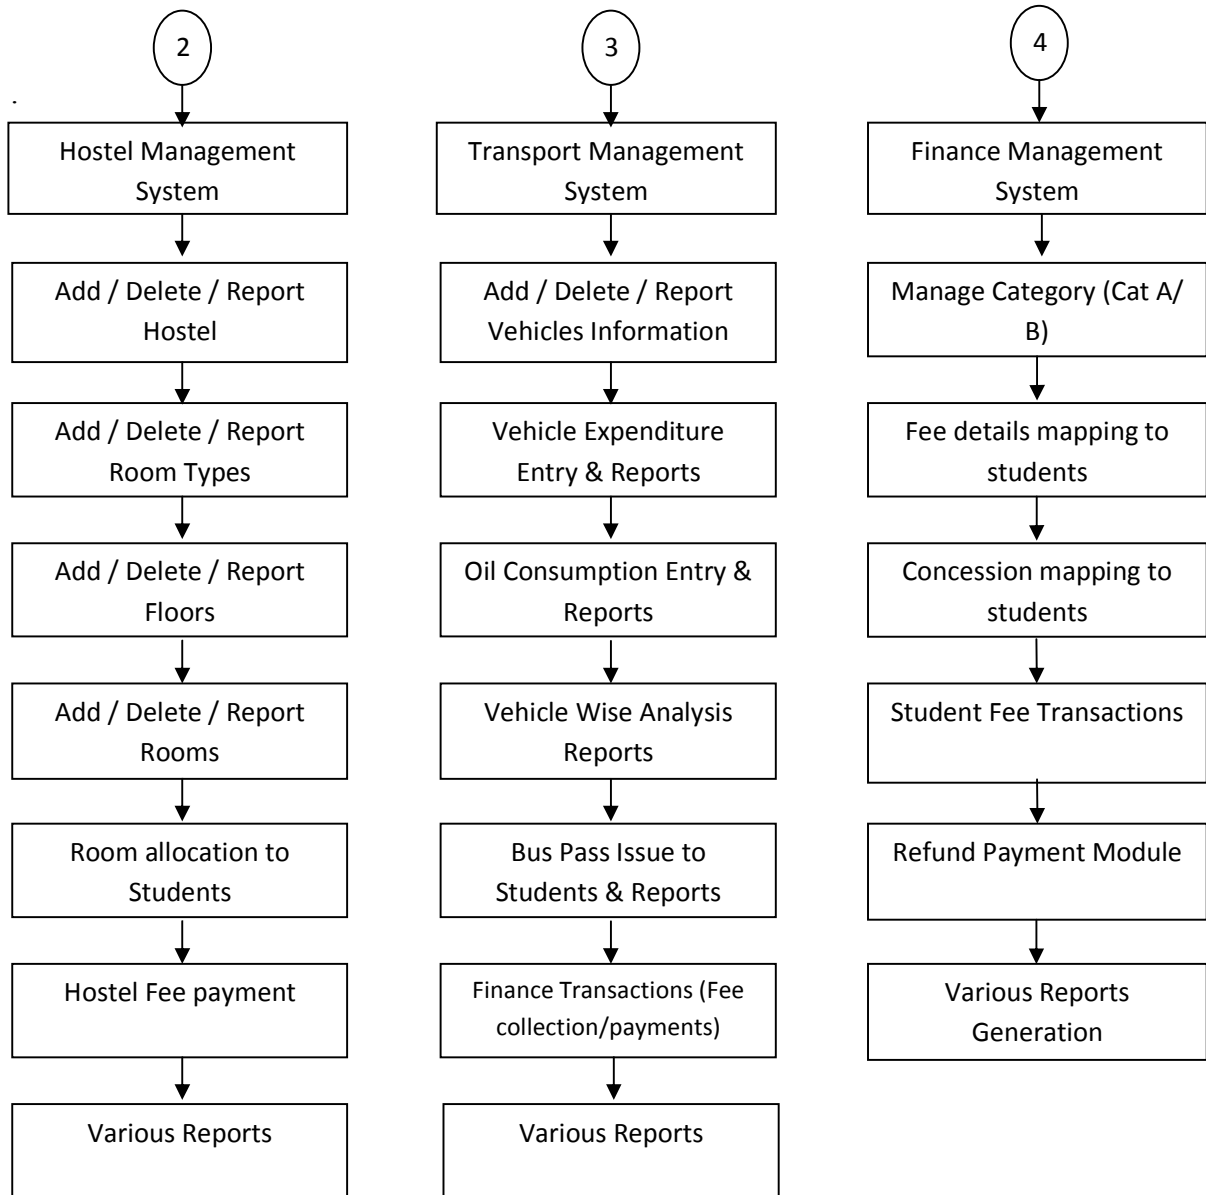 2
.
Hostel Management
System
Add / Delete / Report
Hostel
Add / Delete / Report
Room Types
Add / Delete / Report
Floors
Add / Delete / Report
Rooms
Room allocation to
Students
Hostel Fee payment
Various Reports
3
Transport Management
System
Add / Delete / Report
Vehicles Information
Vehicle Expenditure
Entry & Reports
Oil Consumption Entry &
Reports
Vehicle Wise Analysis
Reports
Bus Pass Issue to
Students & Reports
Finance Transactions (Fee
collection/payments)
Various Reports
4
Finance Management
System
Manage Category (Cat A/
B)
Fee details mapping to
students
Concession mapping to
students
Student Fee Transactions
Refund Payment Module
Various Reports
Generation